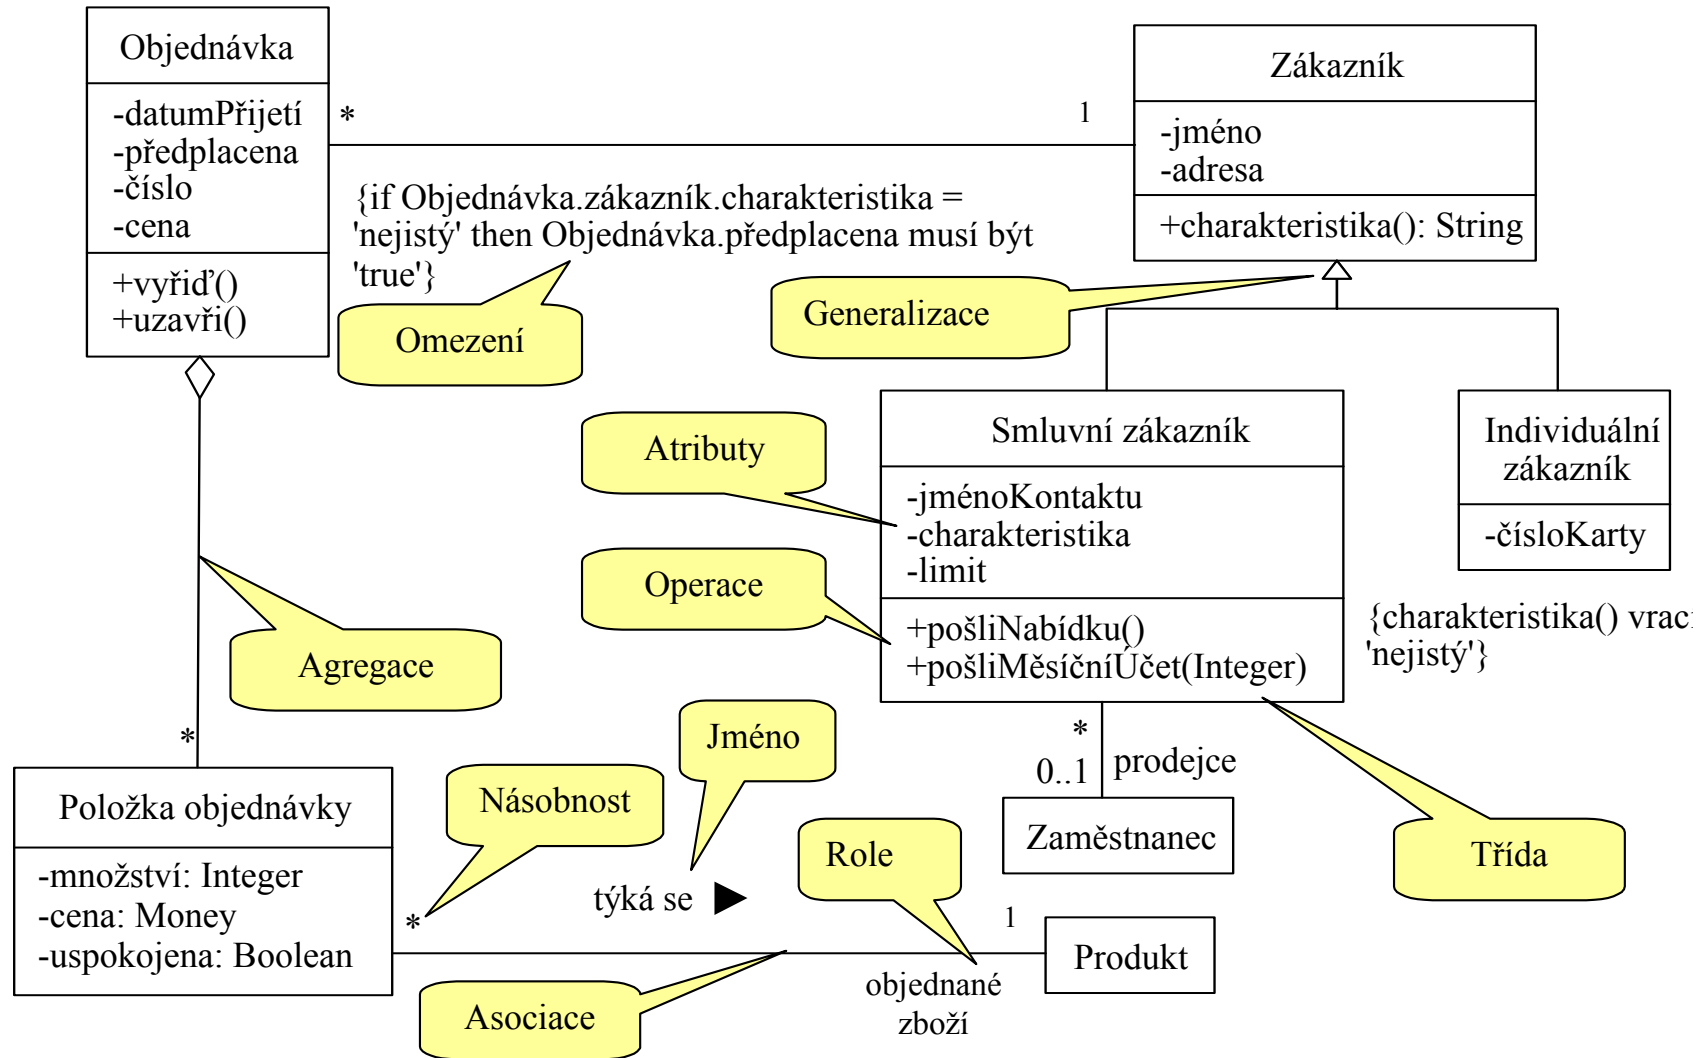 Objednávka
-datumPřijetí
-předplacena
-číslo
-cena
+vyřiď()
+uzavři()
*
1
Zákazník
-jméno
-adresa
+charakteristika(): String
{if Objednávka.zákazník.charakteristika =
'nejistý' then Objednávka.předplacena musí být
'true'}
Omezení
Generalizace
Smluvní zákazník
-jménoKontaktu
-charakteristika
-limit
+pošliNabídku()
+pošliMěsíčníÚčet(Integer)
Individuální
zákazník
-čísloKarty
{charakteristika() vrací
'nejistý'}
Atributy
Operace
Agregace
*
Položka objednávky
-množství: Integer
-cena: Money
-uspokojena: Boolean
Násobnost
*
Jméno
týká se
*
0..1
prodejce
Zaměstnanec
Třída
Role
1
Produkt
objednané
zboží
Asociace